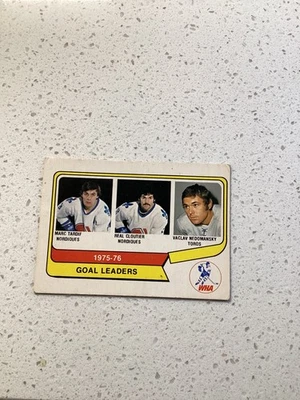 MARC TARDIF
NORDIQUES
REAL CLOUTIER
NORDIQUES
VACLAV NEDOMANSKY
TOROS
1975-76
GOAL LEADERS
WHA